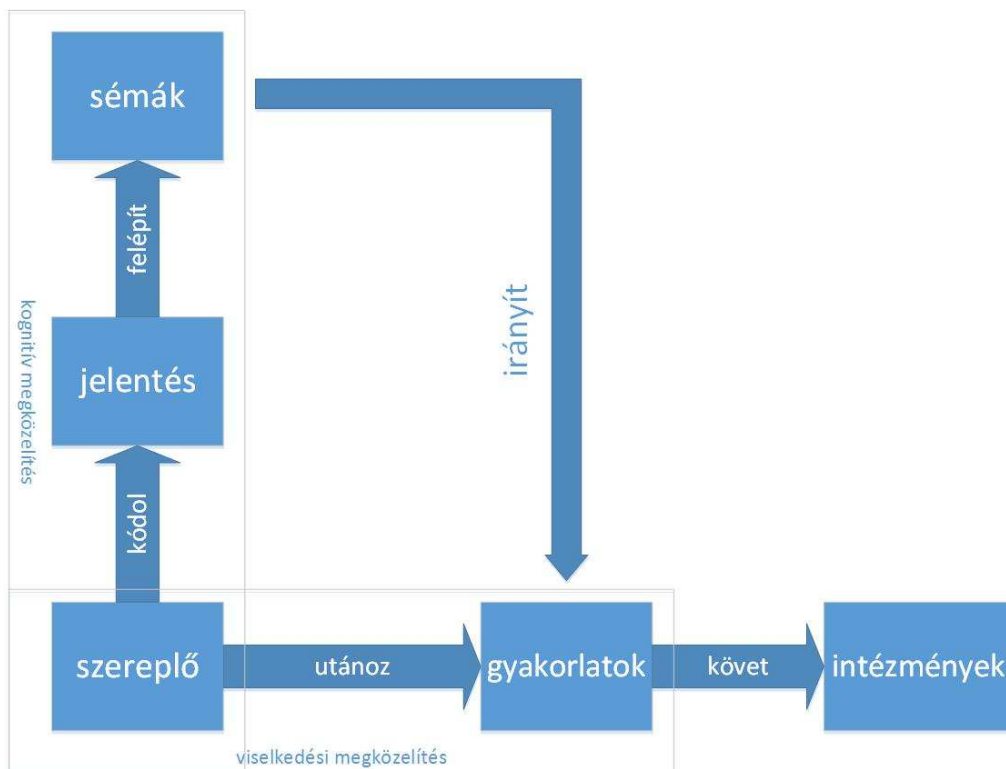 sémák
felépít
irányít
kognitív megközelítés
jelentés
kódol
szereplő
utánoz
gyakorlatok
követ
intézmények
viselkedési megközelítés